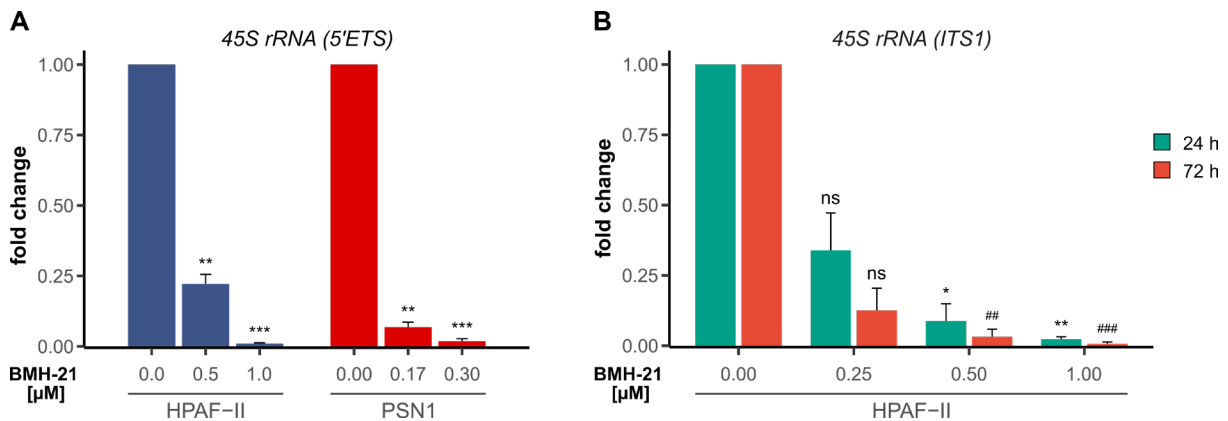 A
45S rRNA (5'ETS)
fold change
1.00
0.75
0.50
0.25
0.00
**
***
**
***
BMH-21
[µM]
0.0 0.5 1.0 0.00 0.17 0.30
HPAF−II PSN1
B
45S rRNA (ITS1)
fold change
1.00
0.75
0.50
0.25
0.00
ns
ns
*
##
**
###
24 h
72 h
BMH-21
[µM]
0.00 0.25 0.50 1.00
HPAF−II